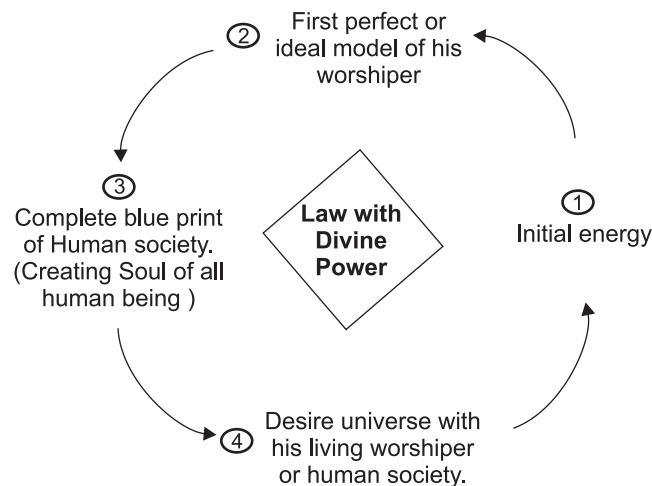 ① Initial energy
② First perfect or
ideal model of his
worshiper
③
Complete blue print
of Human society.
(Creating Soul of all
human being )
④ Desire universe with
his living worshiper
or human society.
Law with
Divine
Power